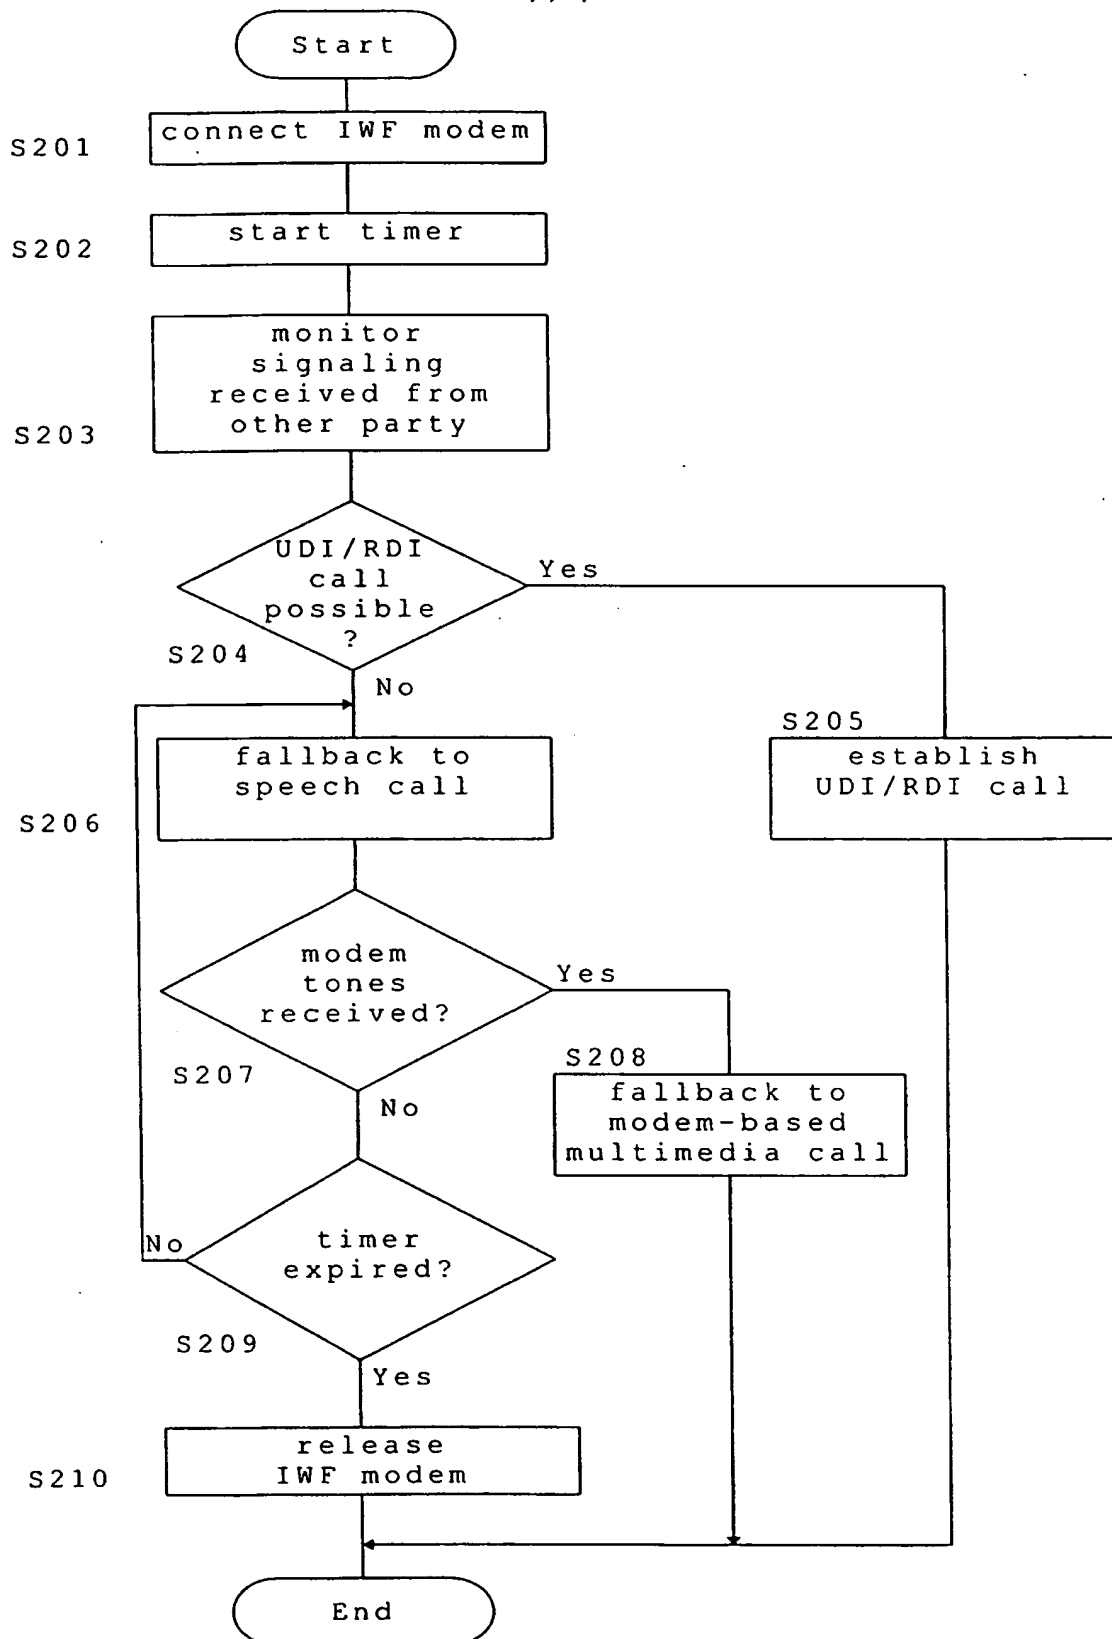 Start
connect IWF modem
S201
start timer
S202
monitor
signaling
received from
other party
S203
UDI/RDI
call
possible
?
Yes
S204
No
S205
fallback to
speech call
establish
UDI/RDI call
S206
modem
tones
received?
Yes
S207
S208
No
fallback to
modem-based
multimedia call
No
timer
expired?
S209
Yes
release
IWF modem
S210
End